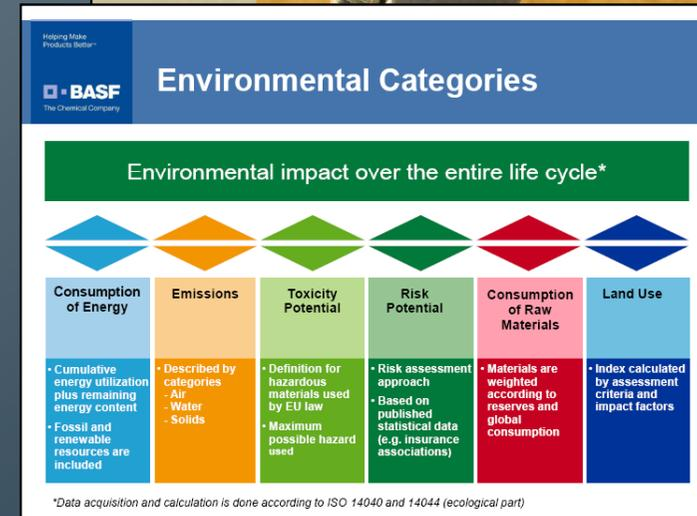 Helping Make
Products Better™
BASF
The Chemical Company
Environmental Categories
Environmental impact over the entire life cycle*
Consumption
of Energy
• Cumulative
energy utilization
plus remaining
energy content
• Fossil and
renewable
resources are
included
Emissions
• Described by
categories
- Air
- Water
- Solids
Toxicity
Potential
• Definition for
hazardous
materials used
by EU law
• Maximum
possible hazard
used
Risk
Potential
• Risk assessment
approach
• Based on
published
statistical data
(e.g. insurance
associations)
Consumption
of Raw
Materials
• Materials are
weighted
according to
reserves and
global
consumption
Land Use
• Index calculated
by assessment
criteria and
impact factors
*Data acquisition and calculation is done according to ISO 14040 and 14044 (ecological part)